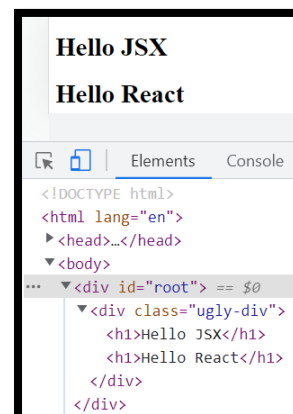 Hello JSX
Hello React
Elements Console
<!DOCTYPE html>
<html lang="en">
<head>…</head>
<body>
<div id="root"> == $0
<div class="ugly-div">
<h1>Hello JSX</h1>
<h1>Hello React</h1>
</div>
</div>